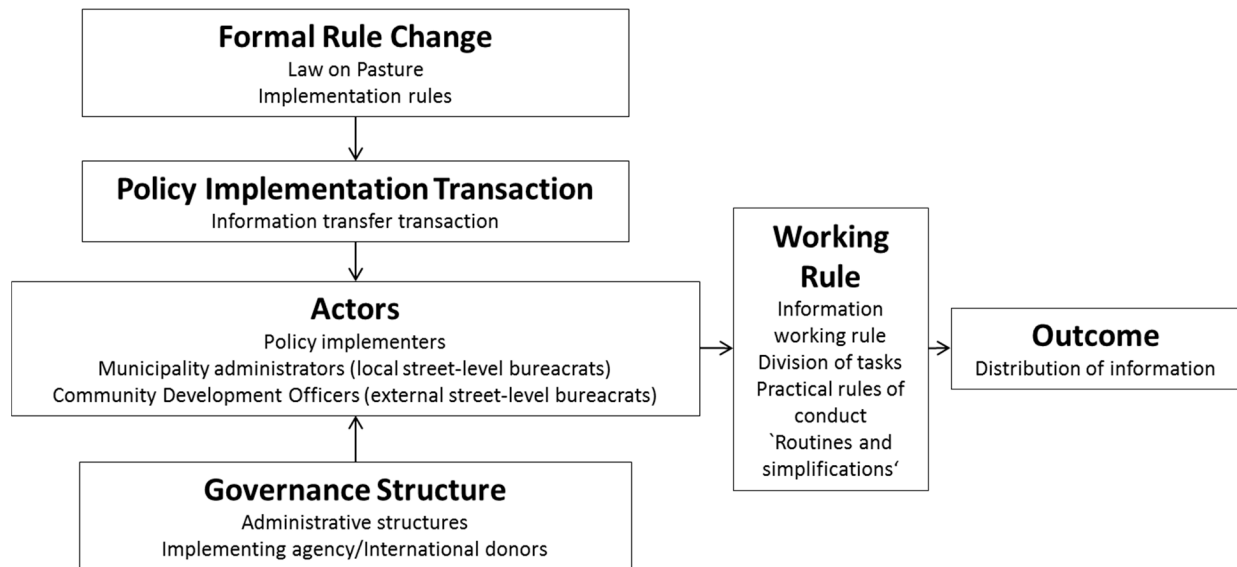 Formal Rule Change
Law on Pasture
Implementation rules
Policy Implementation Transaction
Information transfer transaction
Actors
Policy implementers
Municipality administrators (local street-level bureacrats)
Community Development Officers (external street-level bureacrats)
Governance Structure
Administrative structures
Implementing agency/International donors
Working
Rule
Information
working rule
Division of tasks
Practical rules of
conduct
`Routines and
simplifications‘
Outcome
Distribution of information